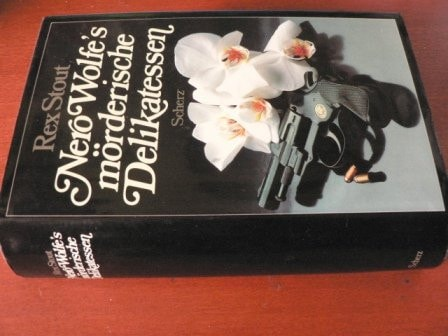 Rex Stout
Nero Wolfe's
mörderische
Delikatessen
Scherz
Rex Stout
Nero Wolfe's
mörderische
Delikatessen
Scherz